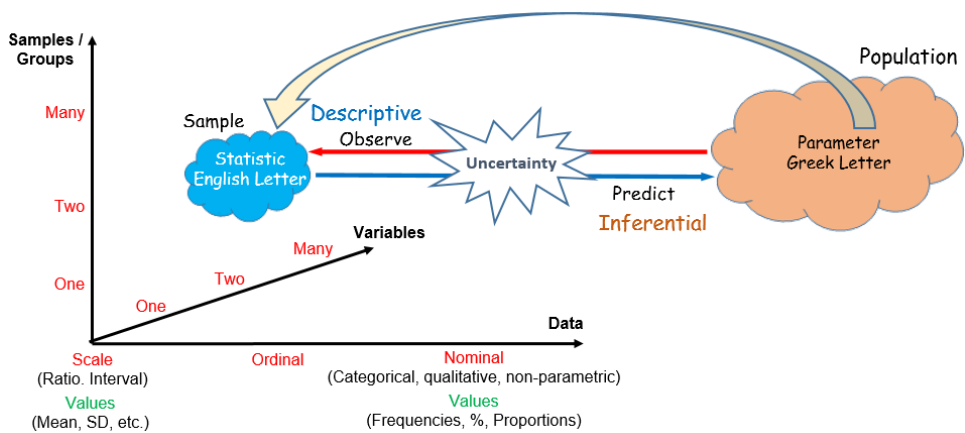 Samples /
Groups
Many
Two
One
Population
Sample
Descriptive
Observe
Statistic
English Letter
Uncertainty
Parameter
Greek Letter
Predict
Inferential
Variables
Many
Two
One
Data
Scale
(Ratio. Interval)
Values
(Mean, SD, etc.)
Ordinal
Nominal
(Categorical, qualitative, non-parametric)
Values
(Frequencies, %, Proportions)